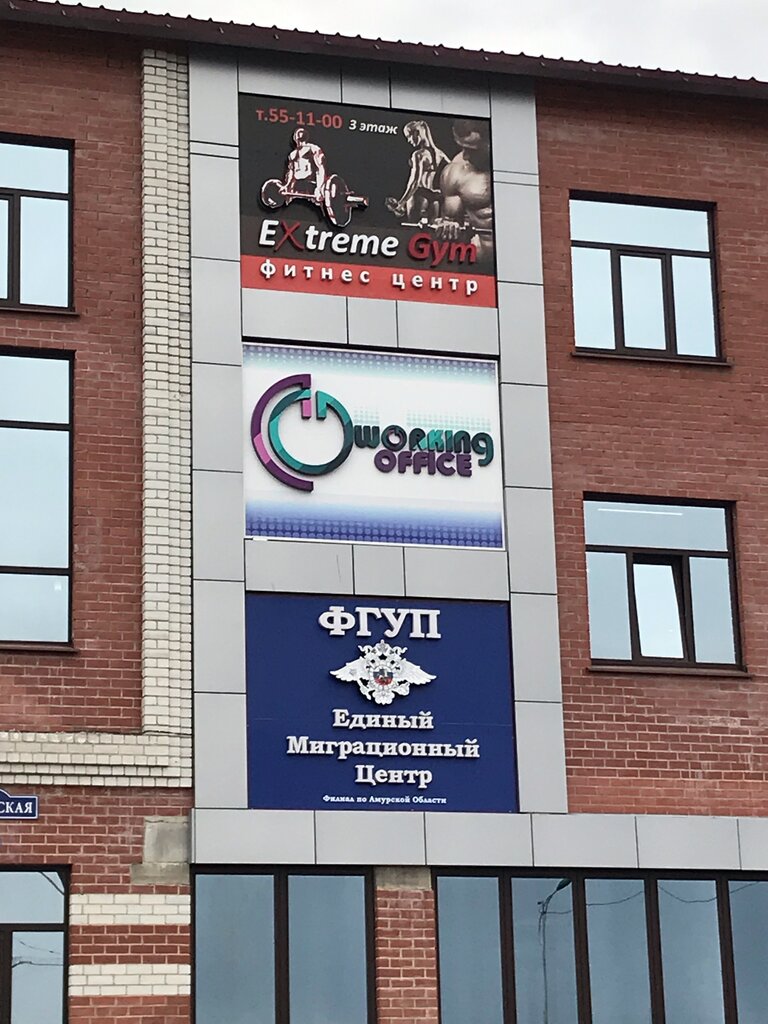 т.55-11-00 3 этаж
EXtreme Gym
фитнес центр
COWORKING
OFFICE
ФГУП
Единый
Миграционный
Центр
Филиал по Амурской Области
СКАЯ